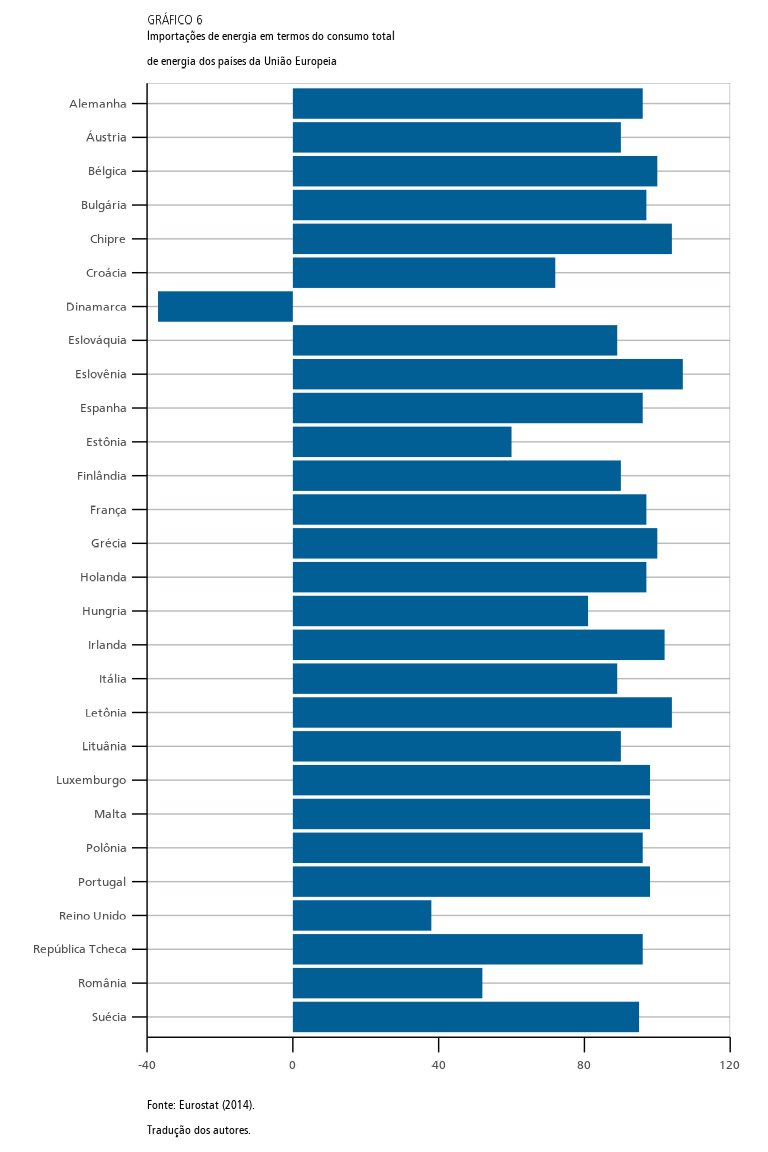 GRÁFICO 6
Importações de energia em termos do consumo total
de energia dos países da União Europeia
Alemanha
Áustria
Bélgica
Bulgária
Chipre
Croácia
Dinamarca
Eslováquia
Eslovênia
Espanha
Estônia
Finlândia
França
Grécia
Holanda
Hungria
Irlanda
Itália
Letônia
Lituânia
Luxemburgo
Malta
Polônia
Portugal
Reino Unido
República Tcheca
România
Suécia
-40 0 40 80 120
Fonte: Eurostat (2014).
Tradução dos autores.